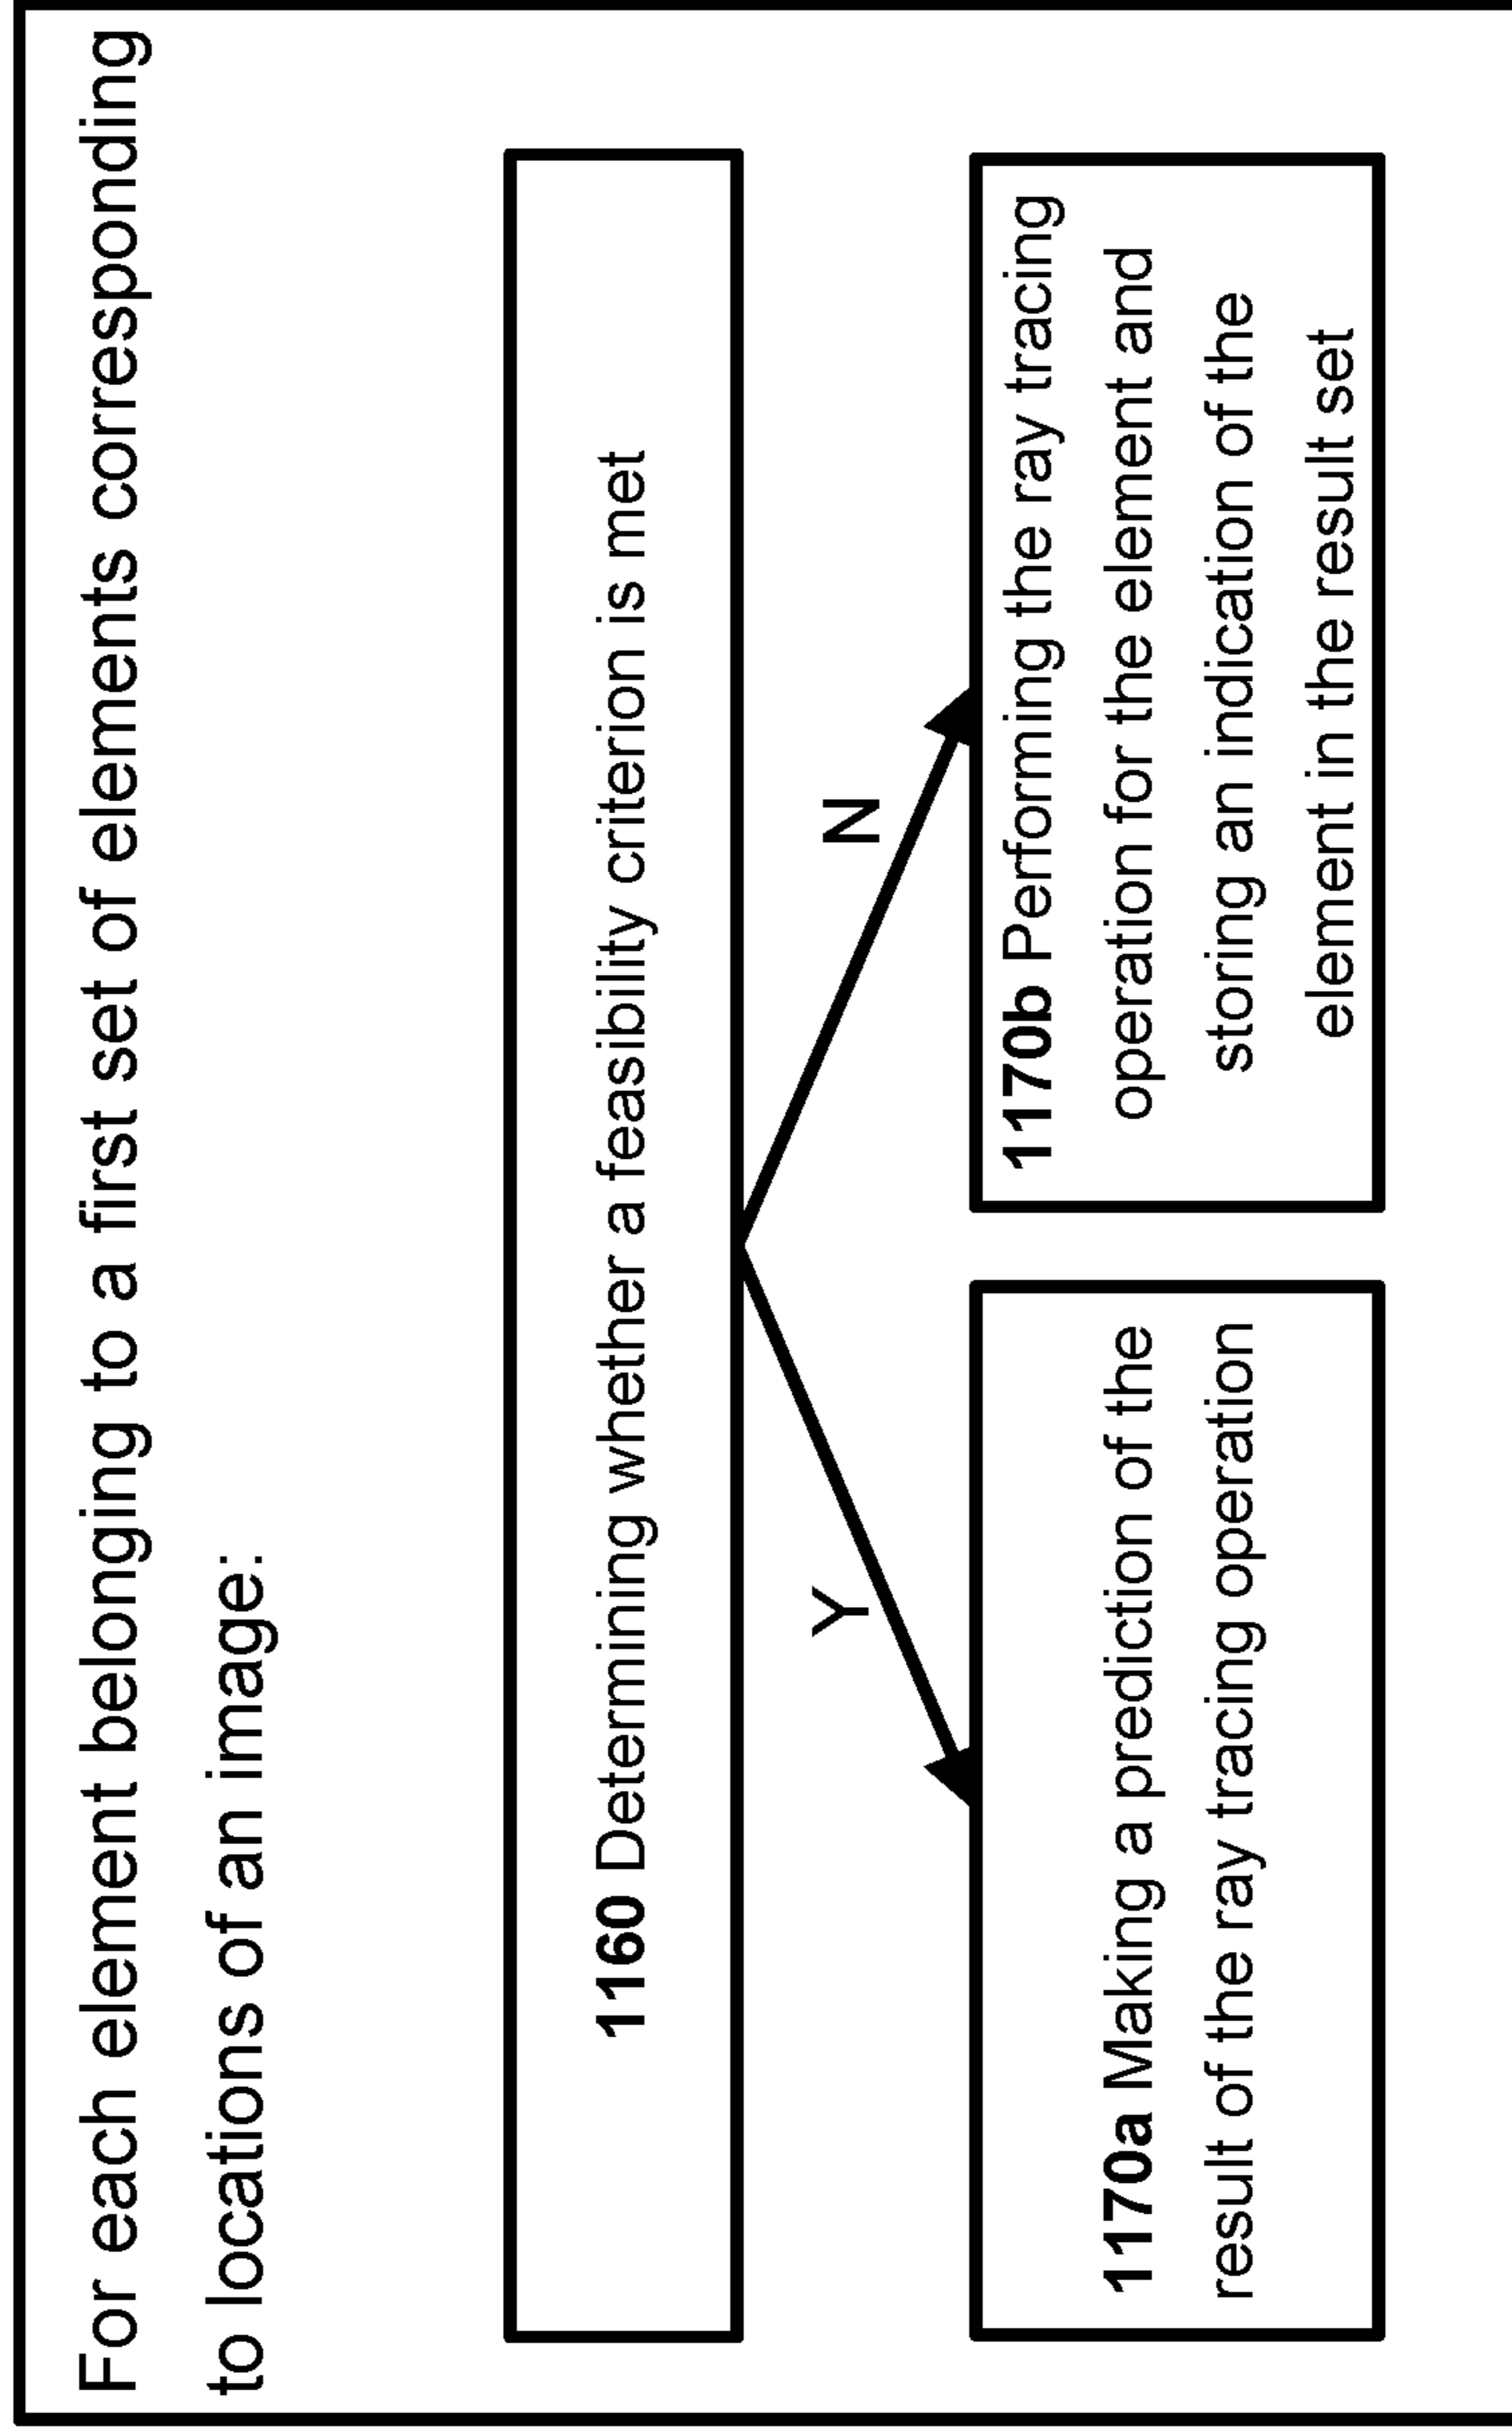 For each element belonging to a first set of elements corresponding
to locations of an image:
1160 Determining whether a feasibility criterion is met
Y
N
1170a Making a prediction of the
result of the ray tracing operation
1170b Performing the ray tracing
operation for the element and
storing an indication of the
element in the result set